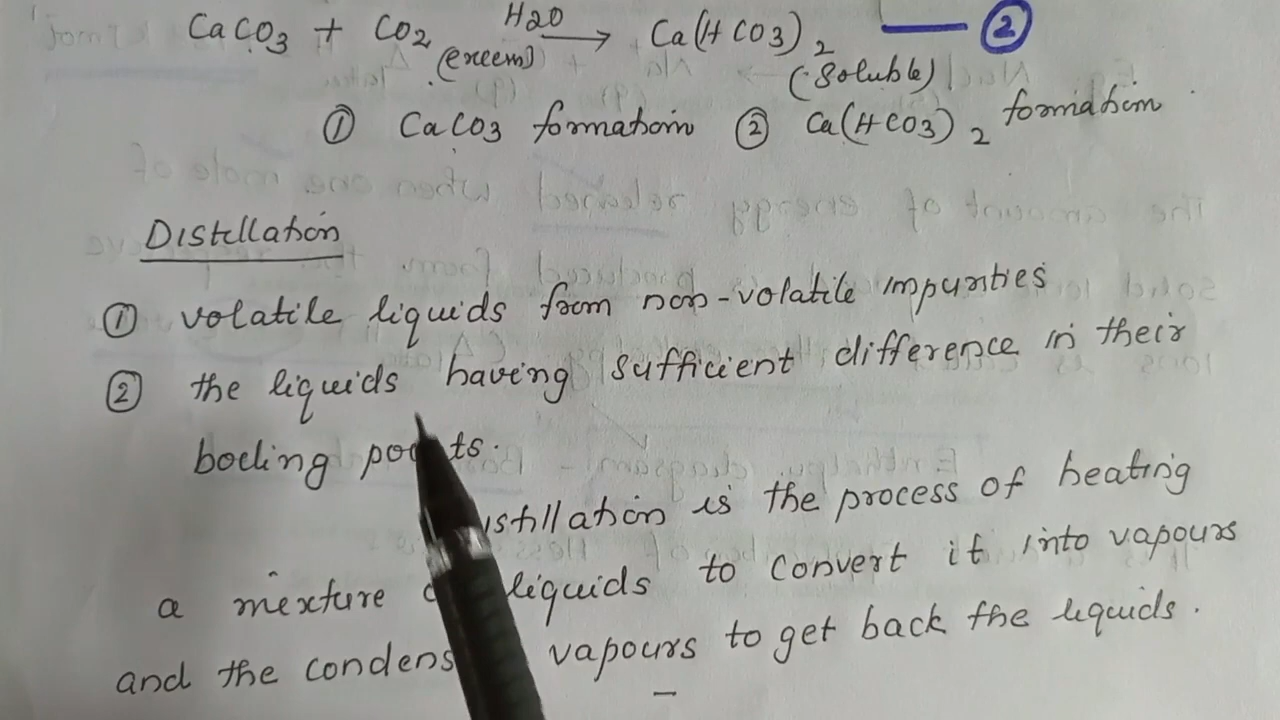 CaCO3 + CO2 H2O → Ca(HCO3)2 — ②
(excess) (soluble)
① CaCO3 formation ② Ca(HCO3)2 formation
Distillation
① volatile liquids from non-volatile impurities
② the liquids having sufficient difference in their
boiling points.
istillation is the process of heating
a mixture liquids to convert it into vapours
and the condens vapours to get back the liquids.